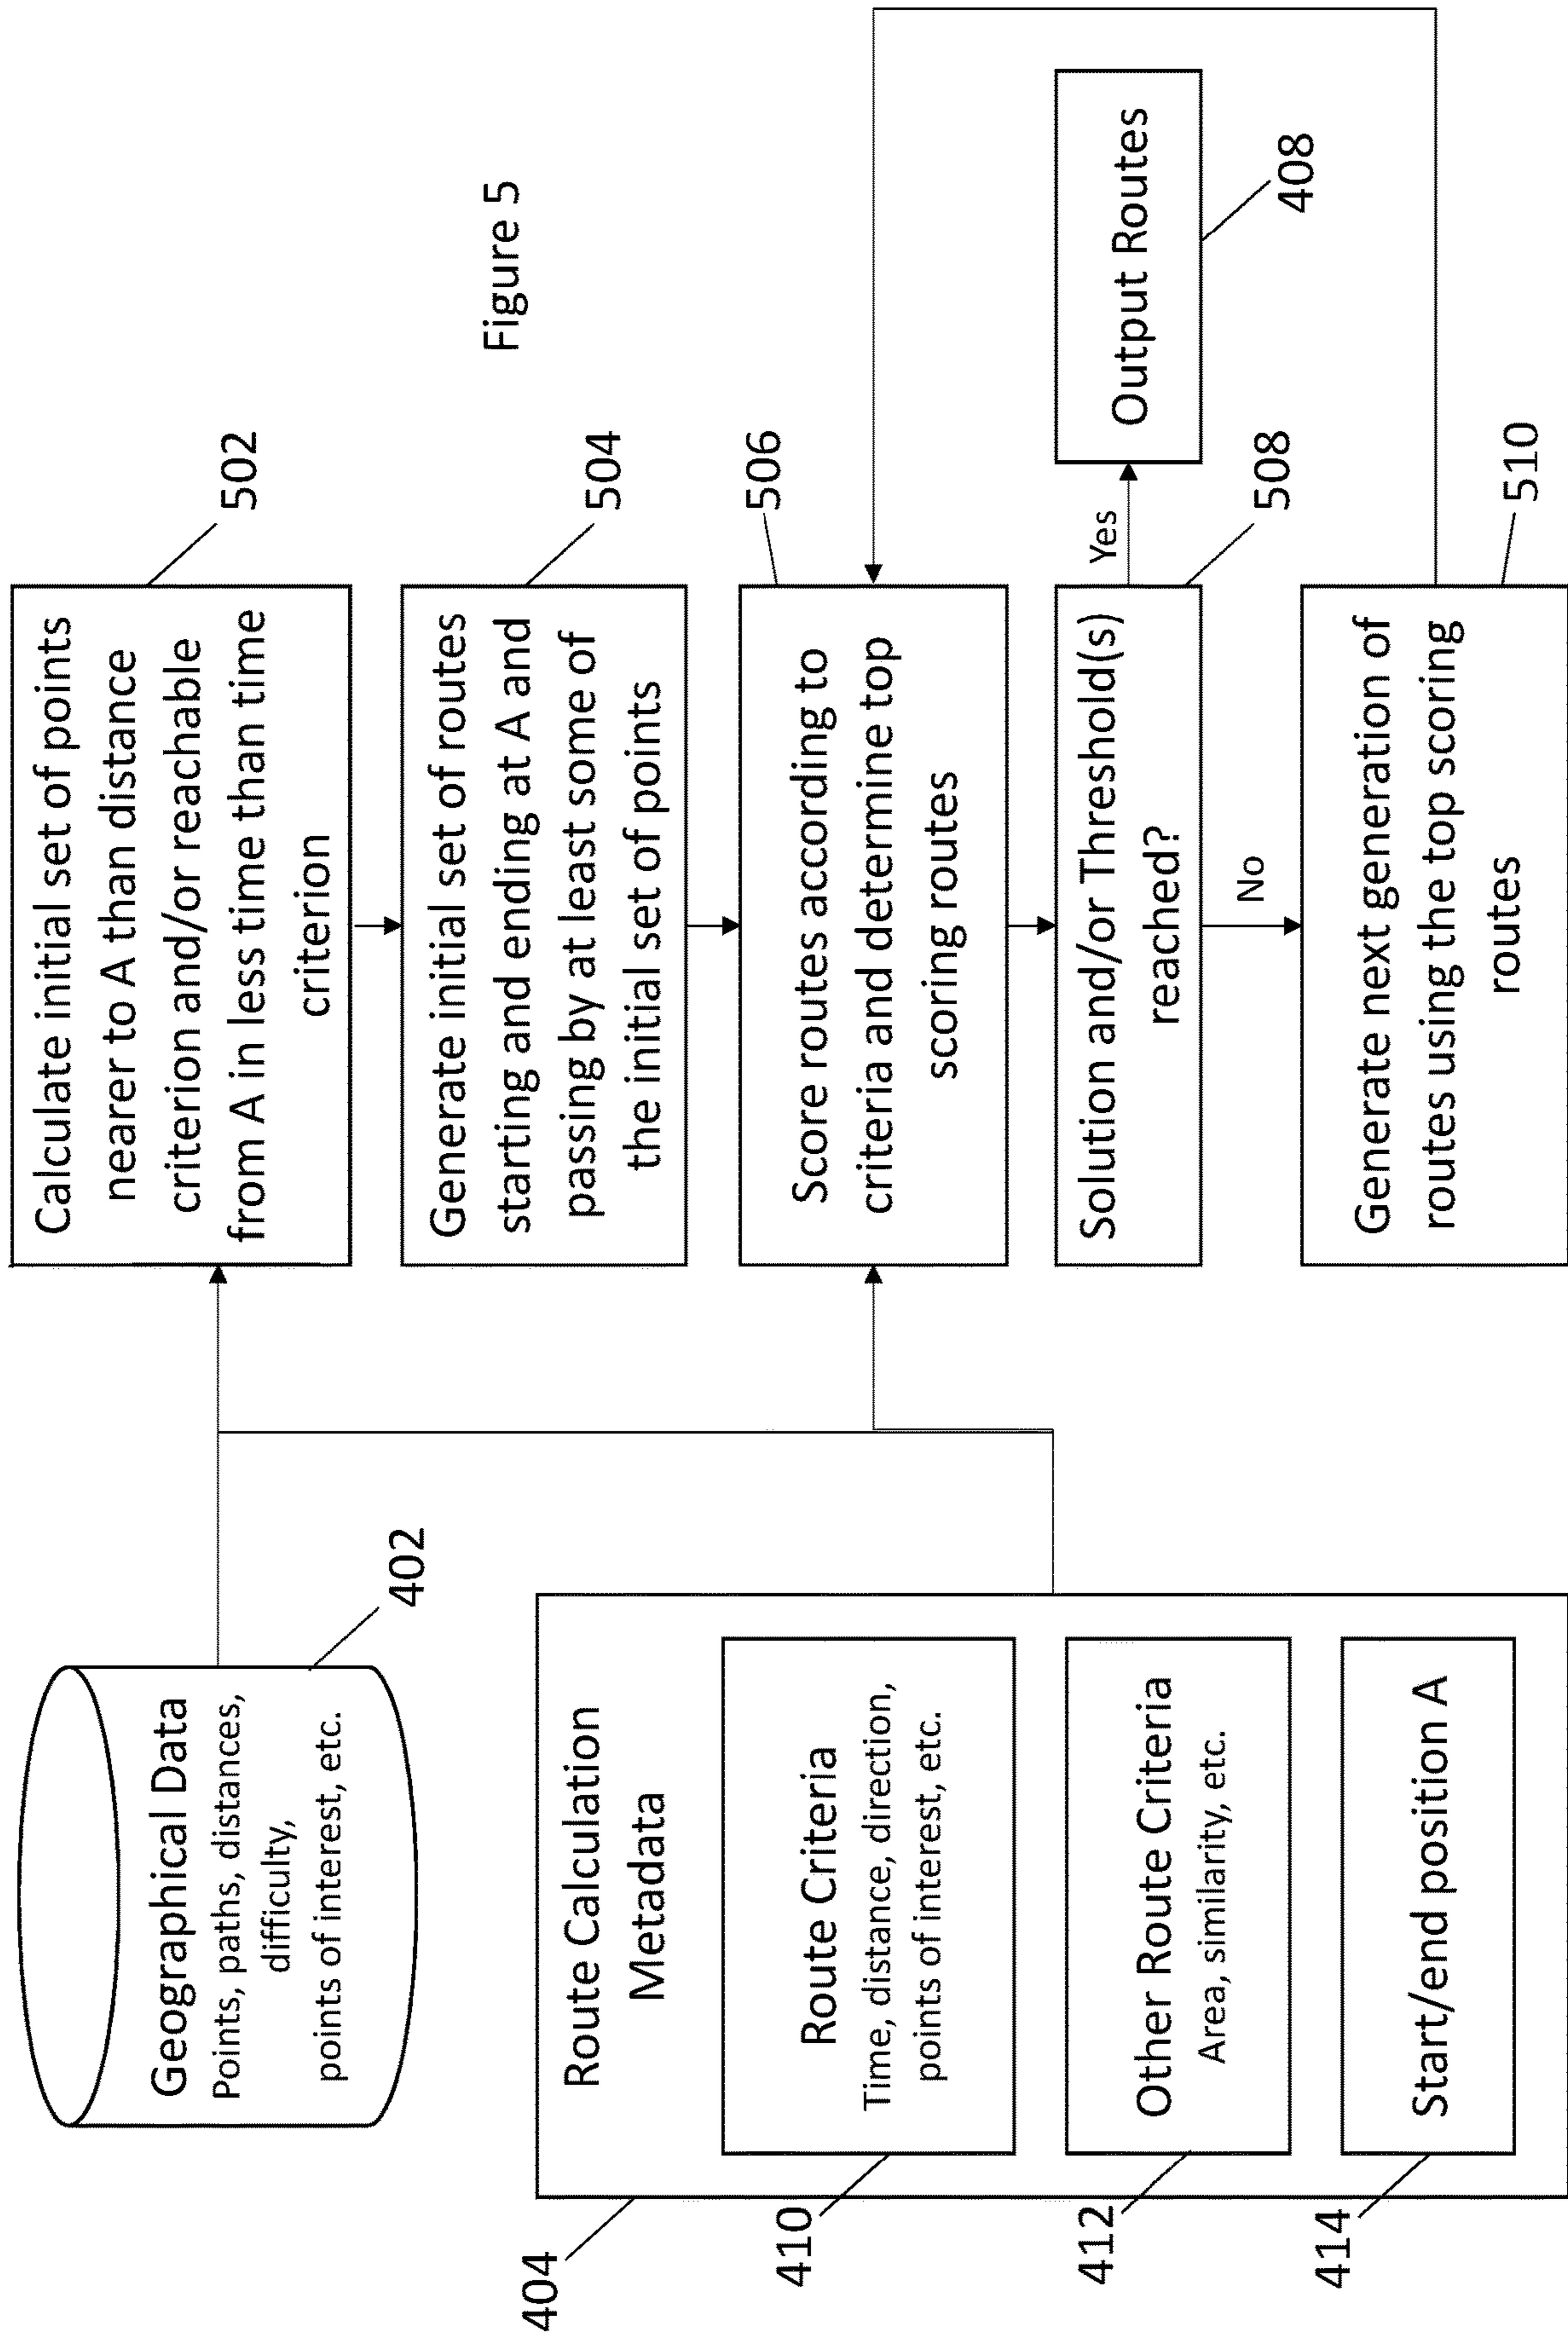 Geographical Data
Points, paths, distances,
difficulty,
points of interest, etc.
402
404
Route Calculation
Metadata
410
Route Criteria
Time, distance, direction,
points of interest, etc.
412
Other Route Criteria
Area, similarity, etc.
414
Start/end position A
Calculate initial set of points
nearer to A than distance
criterion and/or reachable
from A in less time than time
criterion
502
Generate initial set of routes
starting and ending at A and
passing by at least some of
the initial set of points
504
Score routes according to
criteria and determine top
scoring routes
506
Solution and/or Threshold(s)
reached?
508
Yes
Output Routes
408
No
Generate next generation of
routes using the top scoring
routes
510
Figure 5